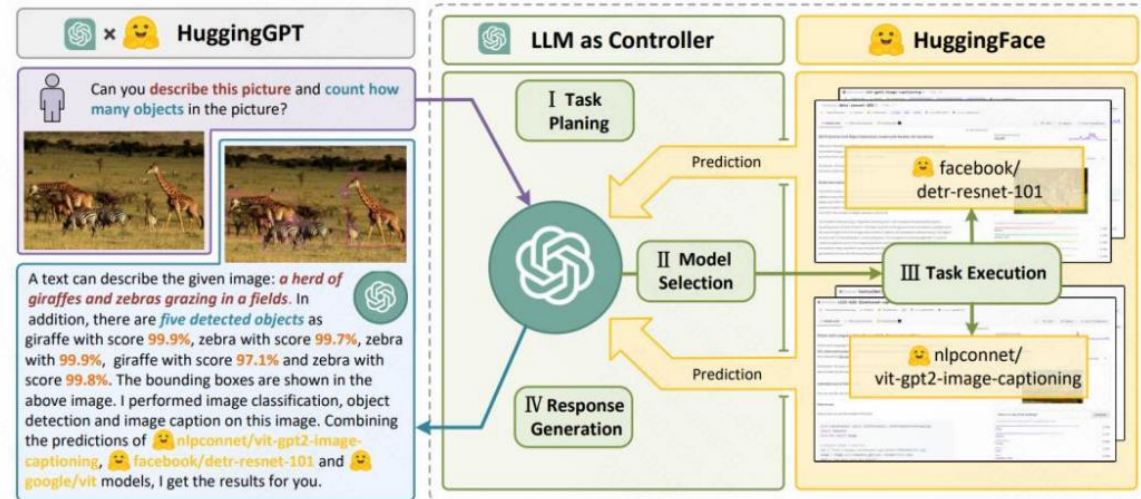 HuggingGPT
LLM as Controller
HuggingFace
Can you describe this picture and count how
many objects in the picture?
A text can describe the given image: a herd of
giraffes and zebras grazing in a fields. In
addition, there are five detected objects as
giraffe with score 99.9%, zebra with score 99.7%, zebra
with 99.9%, giraffe with score 97.1% and zebra with
score 99.8%. The bounding boxes are shown in the
above image. I performed image classification, object
detection and image caption on this image. Combining
the predictions of nlpconnet/vit-gpt2-image-
captioning, facebook/detr-resnet-101 and
google/vit models, I get the results for you.
I Task
Planing
Prediction
II Model
Selection
Prediction
IV Response
Generation
facebook/
detr-resnet-101
III Task Execution
nlpconnet/
vit-gpt2-image-captioning